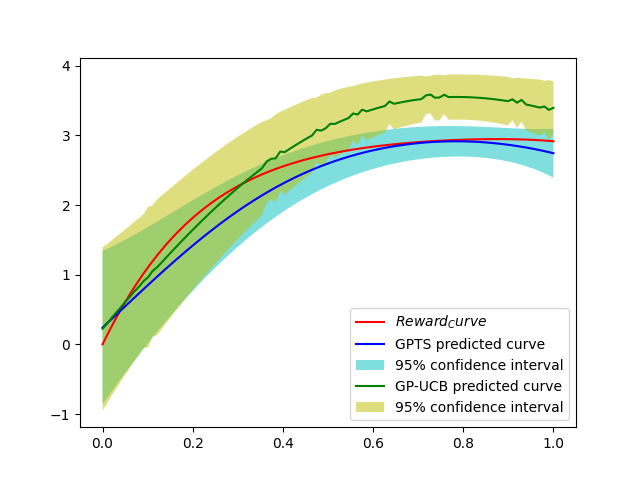 4
3
2
1
0
−1
0.0 0.2 0.4 0.6 0.8 1.0
Reward_Curve
GPTS predicted curve
95% confidence interval
GP-UCB predicted curve
95% confidence interval